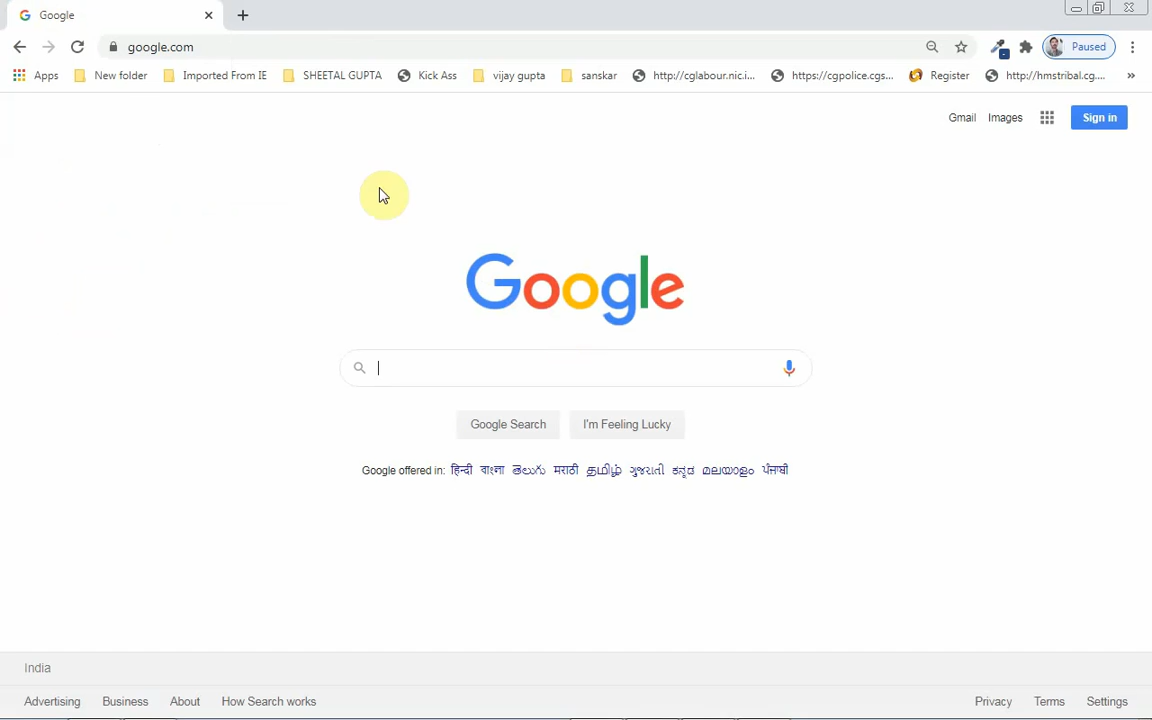 Google
google.com
Paused
Apps New folder Imported From IE SHEETAL GUPTA Kick Ass vijay gupta sanskar http://cglabour.nic.i... https://cgpolice.cgs... Register http://hmstribal.cg.... »
Gmail Images Sign in
Google
Google Search I'm Feeling Lucky
Google offered in: हिन्दी বাংলা తెలుగు मराठी தமிழ் ગુજરાતી ಕನ್ನಡ മലയാളം ਪੰਜਾਬੀ
India
Advertising Business About How Search works Privacy Terms Settings